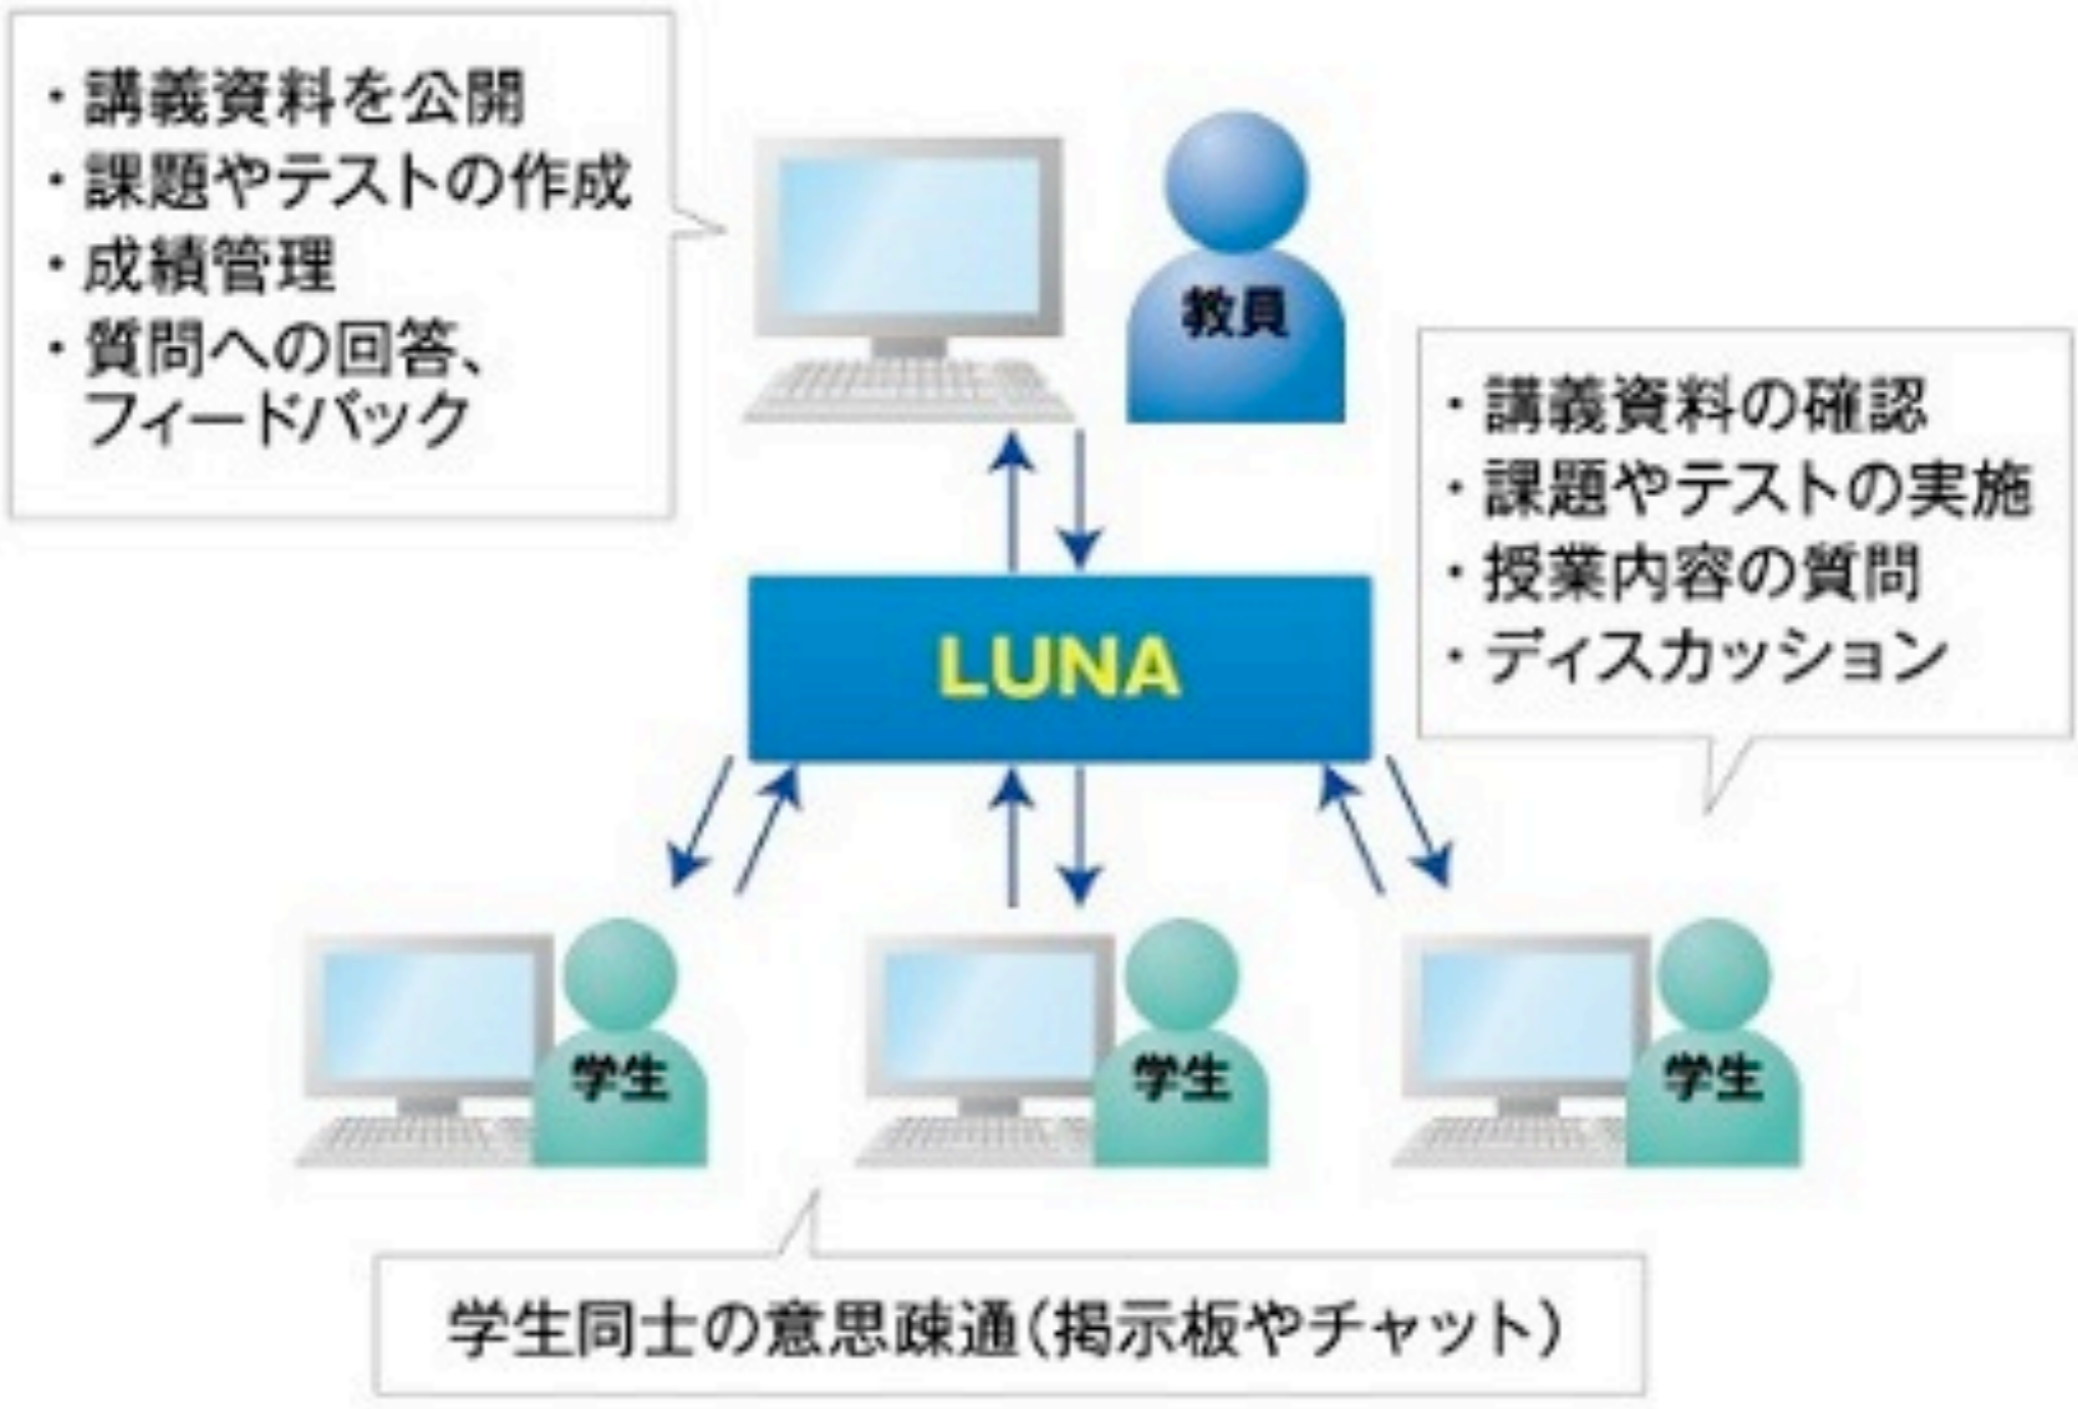 ・講義資料を公開
・課題やテストの作成
・成績管理
・質問への回答、
フィードバック
教員
・講義資料の確認
・課題やテストの実施
・授業内容の質問
・ディスカッション
LUNA
学生
学生
学生
学生同士の意思疎通(掲示板やチャット)